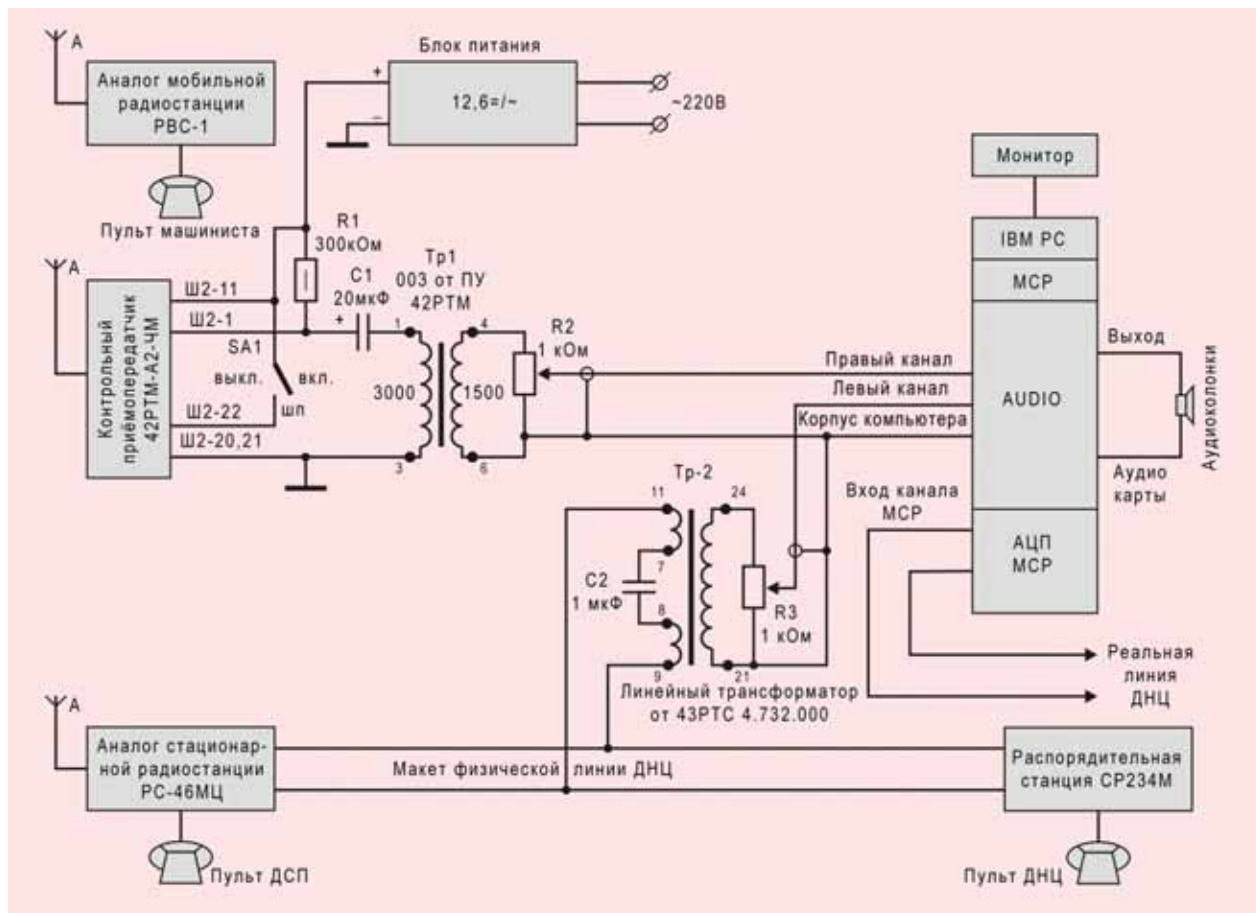 А
Аналог мобильной
радиостанции
РВС-1
Пульт машиниста
Блок питания
+
–
12,6=/~
~220В
Монитор
IBM PC
МСР
AUDIO
АЦП
МСР
Выход
Аудиоколонки
Аудио
карты
А
Контрольный
приёмопередатчик
42РТМ-А2-ЧМ
Ш2-11
Ш2-1
SA1
выкл.
вкл.
шп
Ш2-22
Ш2-20,21
R1
300кОм
С1
20мкФ
+
Тр1
003 от ПУ
42РТМ
1
4
3000
1500
3
6
R2
1 кОм
Правый канал
Левый канал
Корпус компьютера
Вход канала
МСР
Тр-2
11
24
7
С2
1 мкФ
8
9
21
R3
1 кОм
Линейный трансформатор
от 43РТС 4.732.000
Реальная
линия
ДНЦ
А
Аналог стационар-
ной радиостанции
РС-46МЦ
Макет физической линии ДНЦ
Распорядительная
станция СР234М
Пульт ДСП
Пульт ДНЦ